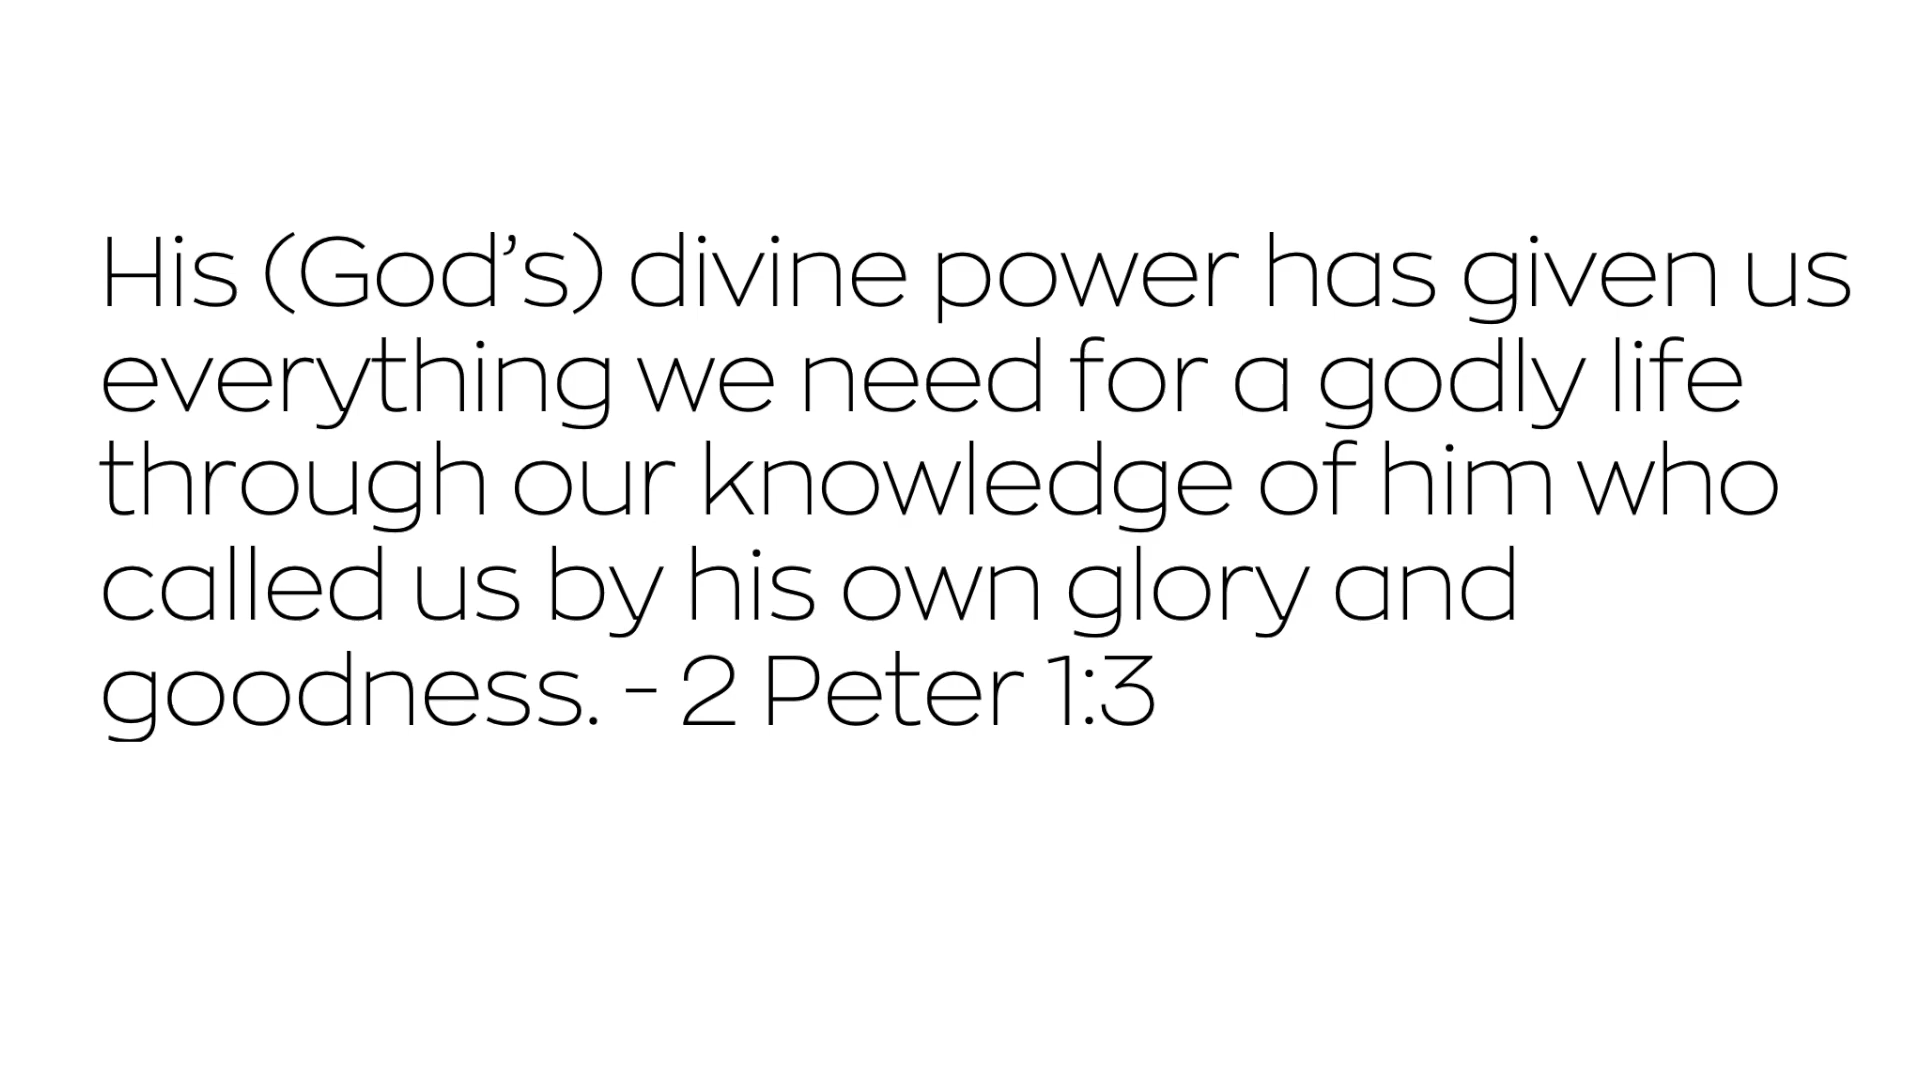 His (God’s) divine power has given us
everything we need for a godly life
through our knowledge of him who
called us by his own glory and
goodness. - 2 Peter 1:3